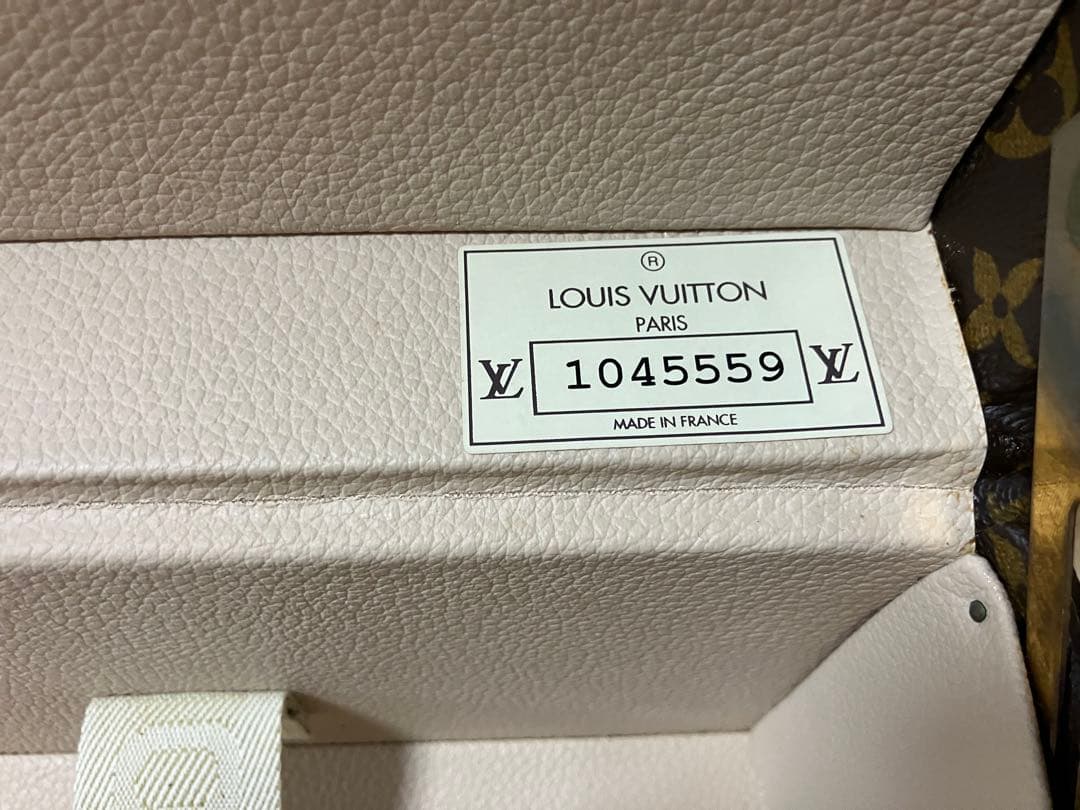 ®
LOUIS VUITTON
PARIS
LV 1045559 LV
MADE IN FRANCE